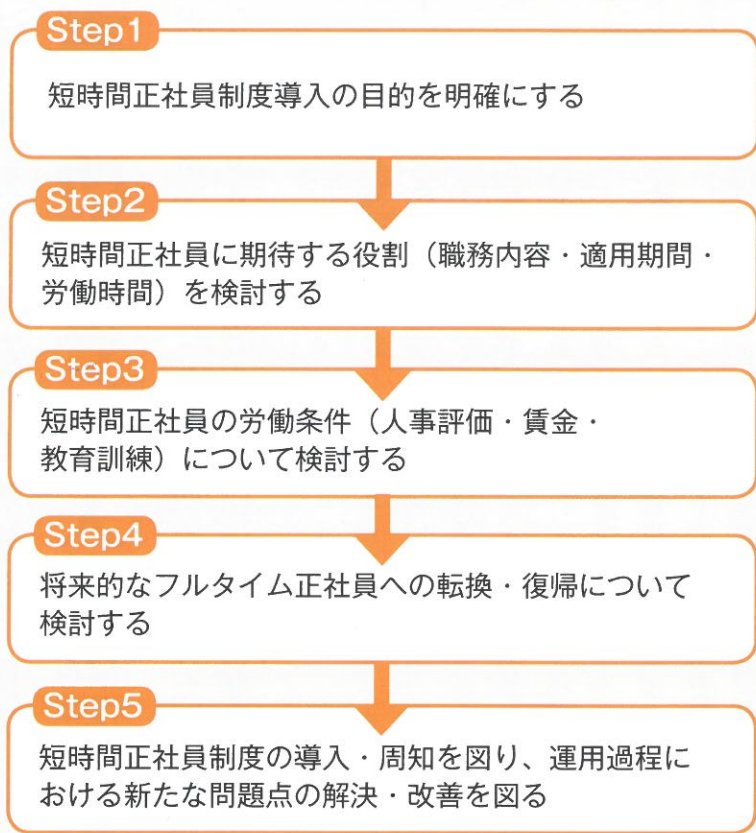 Step1
短時間正社員制度導入の目的を明確にする
Step2
短時間正社員に期待する役割（職務内容・適用期間・
労働時間）を検討する
Step3
短時間正社員の労働条件（人事評価・賃金・
教育訓練）について検討する
Step4
将来的なフルタイム正社員への転換・復帰について
検討する
Step5
短時間正社員制度の導入・周知を図り、運用過程に
おける新たな問題点の解決・改善を図る